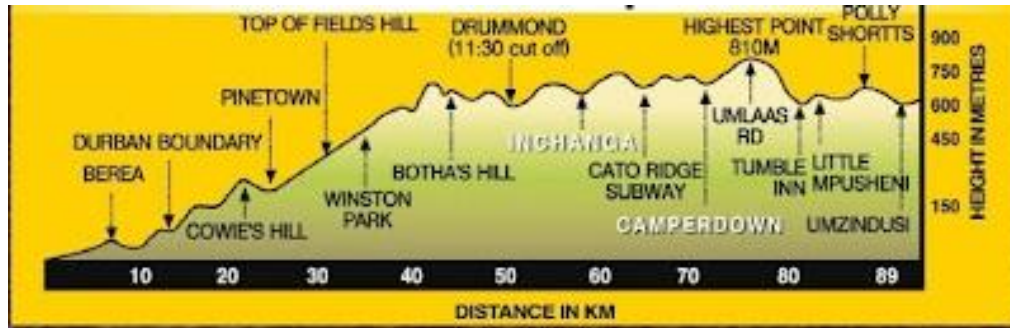 TOP OF FIELDS HILL
DRUMMOND
(11:30 cut off)
HIGHEST POINT
810M
POLLY
SHORTTS
PINETOWN
DURBAN BOUNDARY
BEREA
COWIE'S HILL
WINSTON
PARK
BOTHA'S HILL
INCHANGA
CATO RIDGE
SUBWAY
CAMPERDOWN
UMLAAS
RD
TUMBLE
INN
LITTLE
MPUSHENI
UMZINDUSI
900
750
600
450
150
HEIGHT IN METRES
10 20 30 40 50 60 70 80 89
DISTANCE IN KM